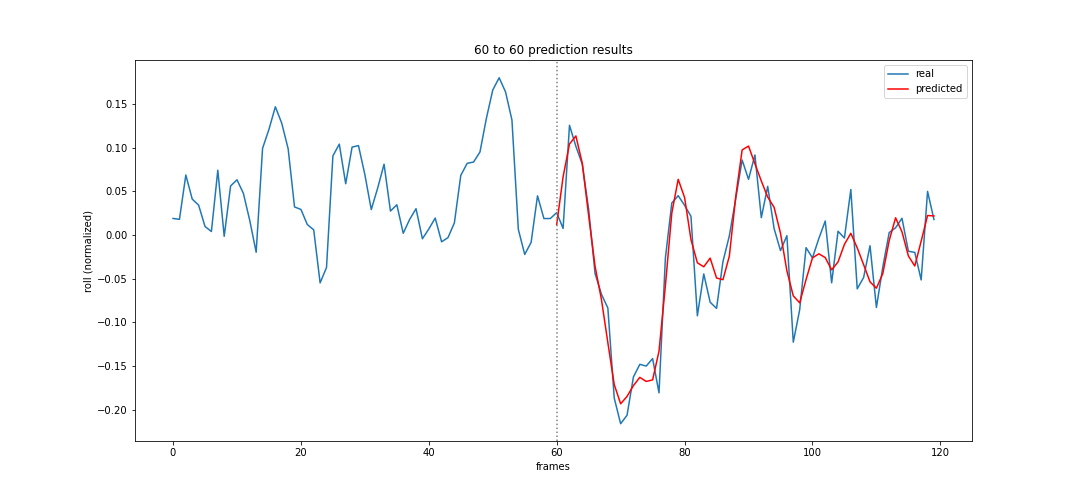 60 to 60 prediction results
real
predicted
roll (normalized)
0.15
0.10
0.05
0.00
−0.05
−0.10
−0.15
−0.20
0 20 40 60 80 100 120
frames